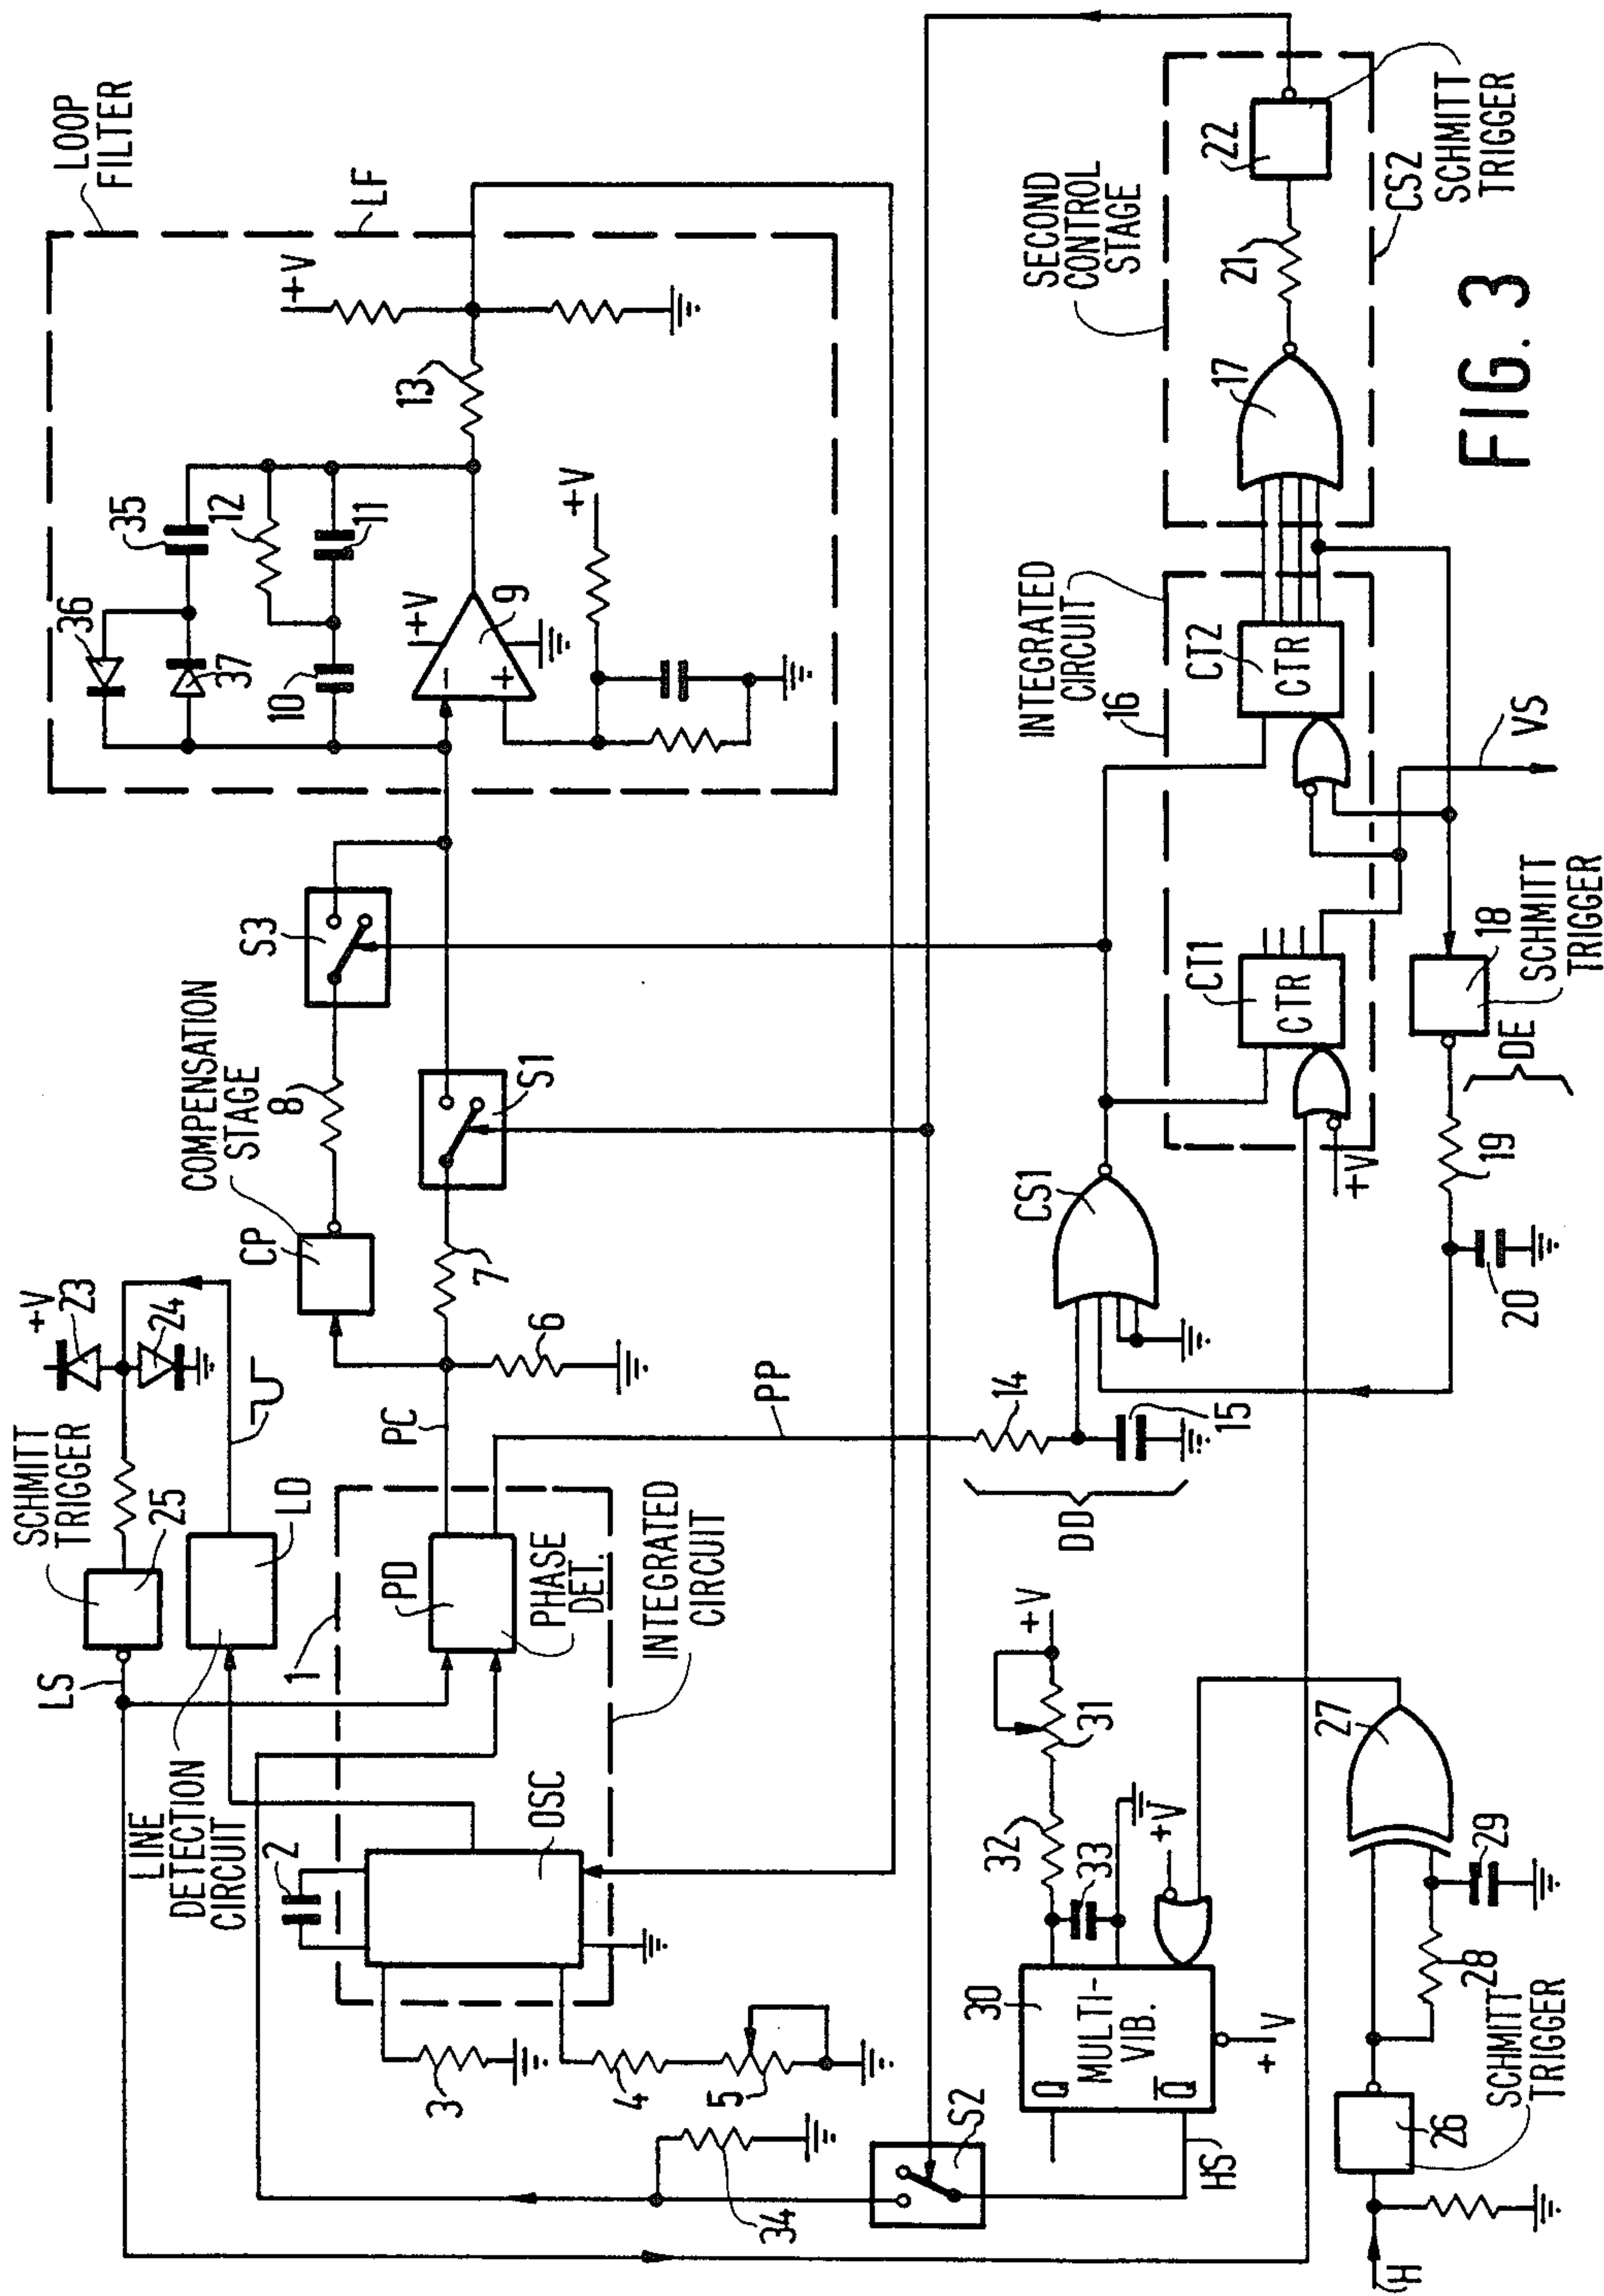 LOOP
FILTER
LF
+V
36
35
37
12
10
11
+V
9
−
+
13
+V
S3
COMPENSATION
STAGE
CP
8
S1
7
6
PC
+V
23
24
SCHMITT
TRIGGER
25
LS
LD
LINE
DETECTION
CIRCUIT
1
PD
PHASE
DET.
INTEGRATED
CIRCUIT
OSC
2
3
4
5
34
S2
PP
14
15
DD
CS1
SECOND
CONTROL
STAGE
17
21
22
CS2
SCHMITT
TRIGGER
INTEGRATED
CIRCUIT
16
CT2
CTR
CT1
CTR
+V
VS
18
SCHMITT
TRIGGER
DE
19
20
+V
31
32
33
+V
30
MULTI-
VIB.
Q
Q̅
+V
HS
27
28
29
26
SCHMITT
TRIGGER
H
FIG. 3